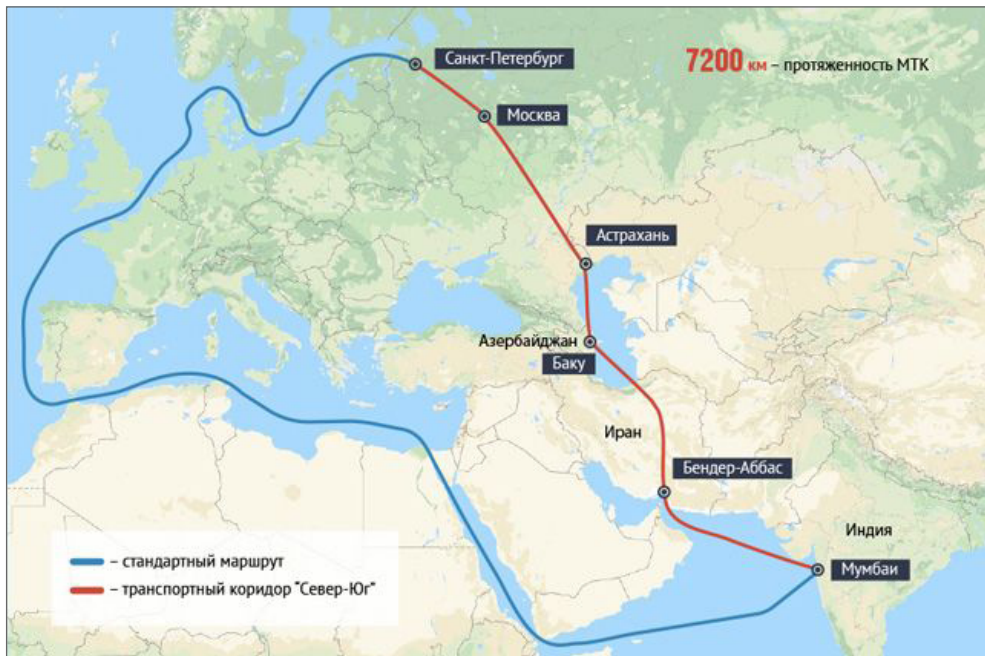 Санкт-Петербург
7200 км – протяженность МТК
Москва
Астрахань
Азербайджан
Баку
Иран
Бендер-Аббас
Индия
Мумбаи
– стандартный маршрут
– транспортный коридор "Север-Юг"